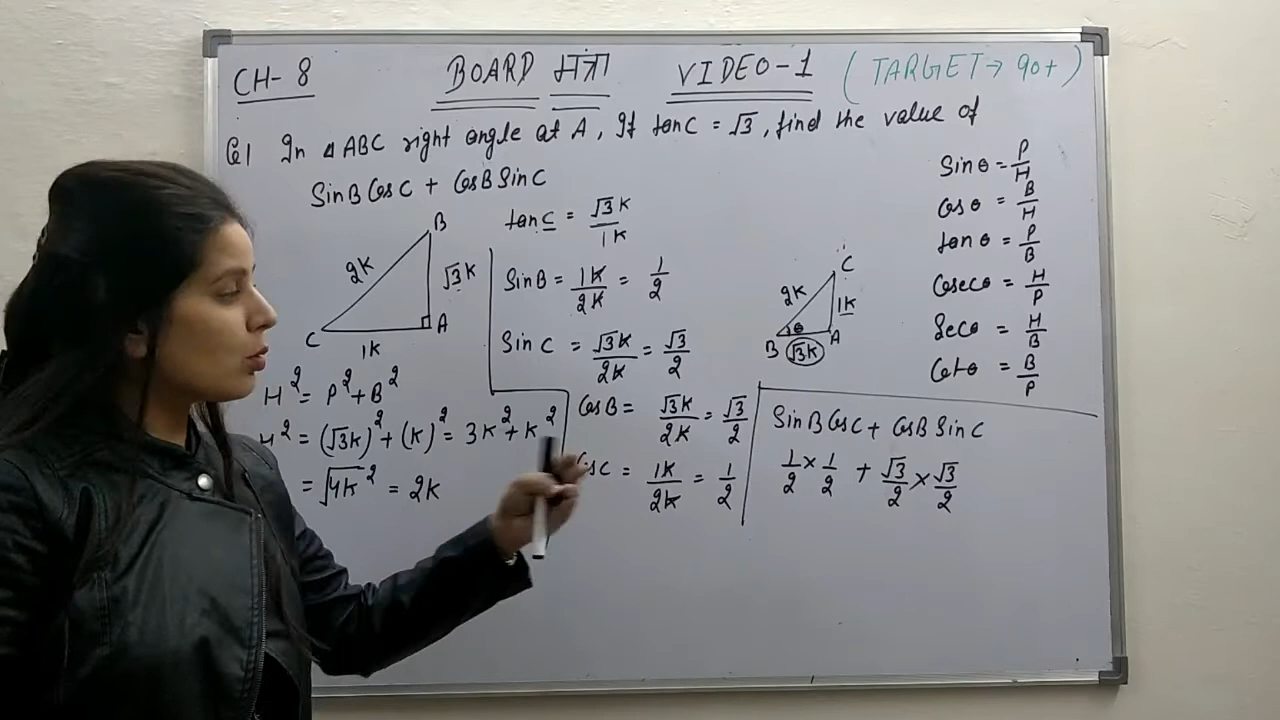 CH-8 BOARD मंत्रा VIDEO-1 (TARGET→ 90+)
Q1 In △ABC right angle at A, If tanC = √3, find the value of
SinB CosC + CosB SinC
tanC = √3K/1K
B
2K
√3K
C
A
1K
H² = P²+B²
H² = (√3K)²+(K)² = 3K²+K²
= √4K² = 2K
SinB = 1K/2K = 1/2
SinC = √3K/2K = √3/2
CosB = √3K/2K = √3/2
CosC = 1K/2K = 1/2
C
2K
1K
θ
B
A
√3K
Sinθ = P/H
Cosθ = B/H
tanθ = P/B
Cosecθ = H/P
Secθ = H/B
Cotθ = B/P
SinB CosC + CosB SinC
1/2 × 1/2 + √3/2 × √3/2